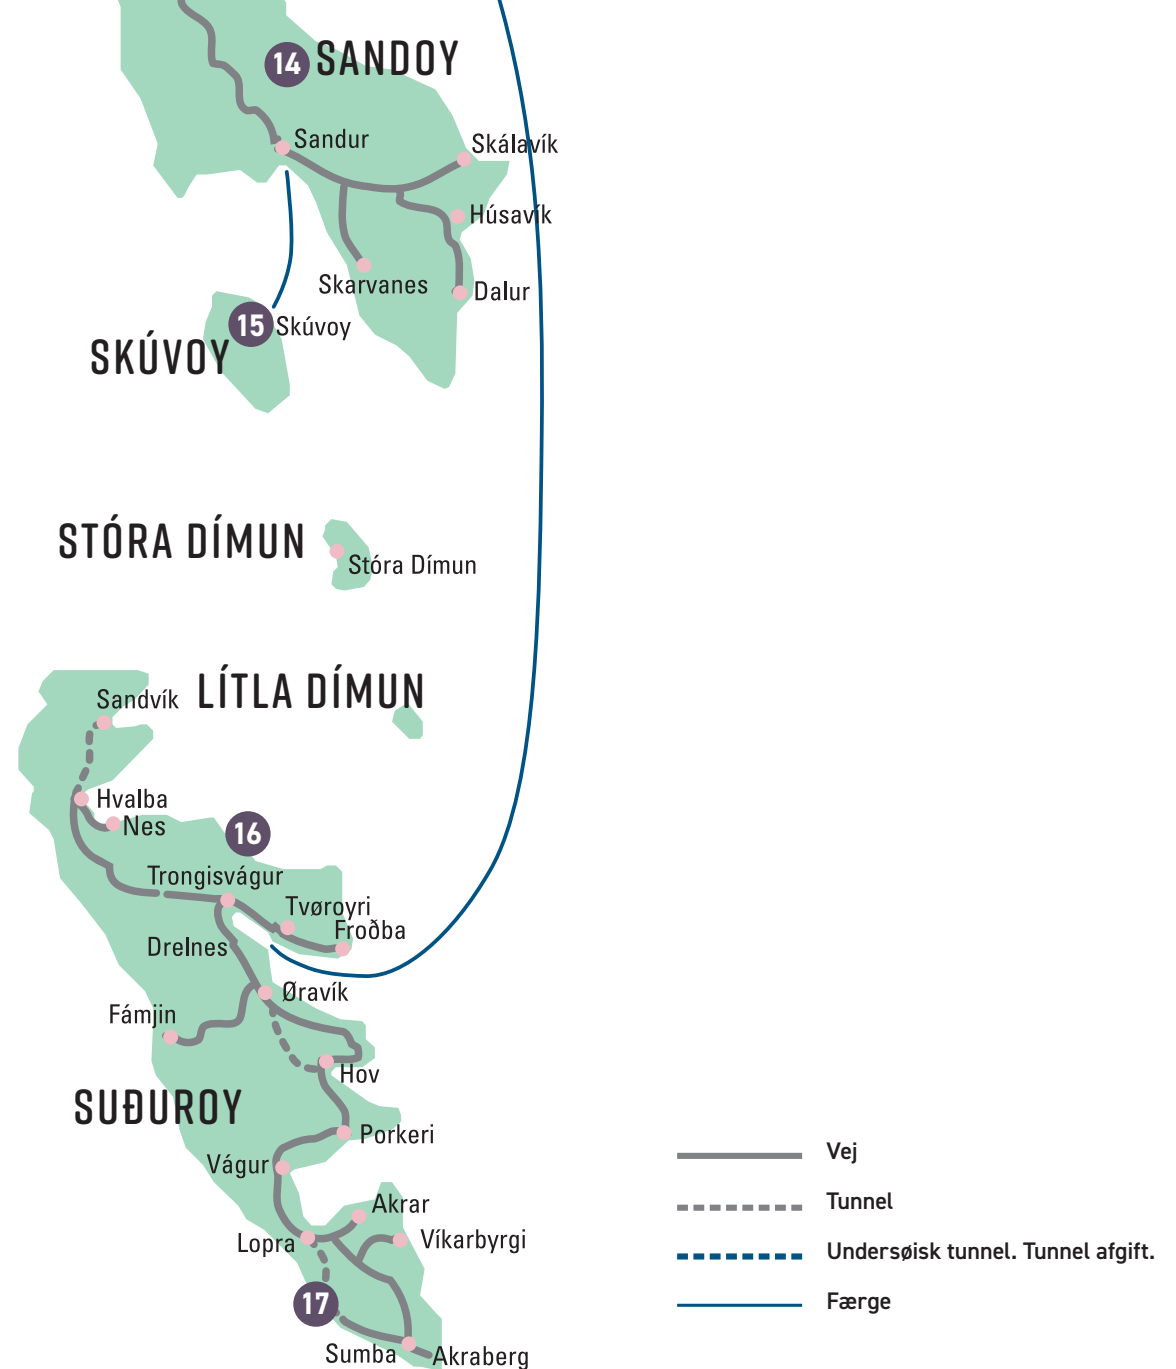 14 SANDOY
Sandur
Skálavík
Húsavík
Skarvanes
Dalur
15 Skúvoy
SKÚVOY
STÓRA DÍMUN
Stóra Dímun
LÍTLA DÍMUN
Sandvík
Hvalba
Nes
16
Trongisvágur
Tvøroyri
Froðba
Drelnes
Øravík
Fámjin
Hov
SUÐUROY
Porkeri
Vágur
Akrar
Lopra
Víkarbyrgi
17
Sumba
Akraberg
Vej
Tunnel
Undersøisk tunnel. Tunnel afgift.
Færge